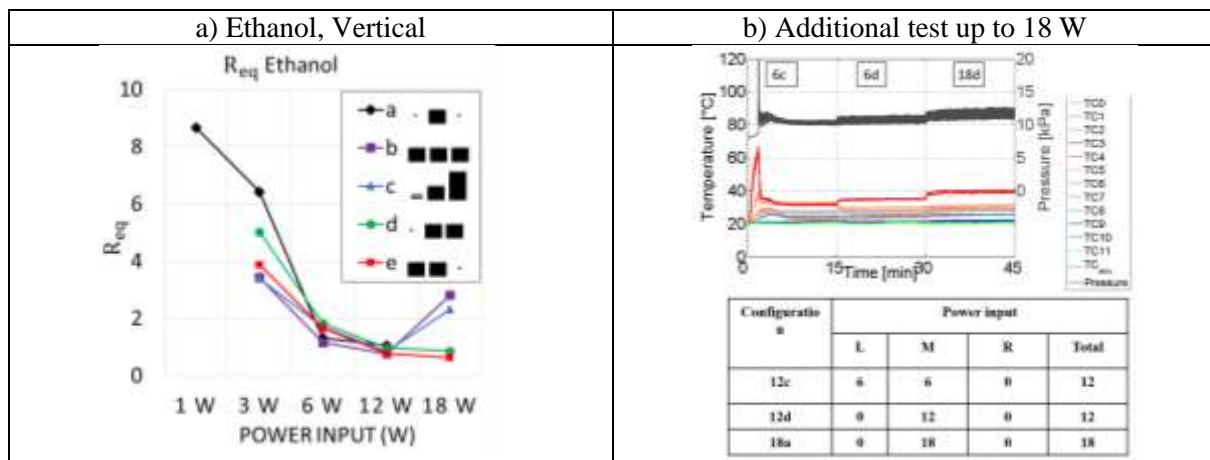 a) Ethanol, Vertical
b) Additional test up to 18 W
Req Ethanol
10
8
6
4
2
0
Req
a
b
c
d
e
1 W 3 W 6 W 12 W 18 W
POWER INPUT (W)
120
100
80
60
40
20
0
Temperature [°C]
6c 6d 18d
20
15
10
5
0
Pressure [kPa]
0 15 30 45
Time [min]
TC0
TC1
TC2
TC3
TC4
TC5
TC6
TC7
TC8
TC9
TC10
TC11
Pressure
Configuratio
n
Power input
L M R Total
12c 6 6 0 12
12d 0 12 0 12
18a 0 18 0 18